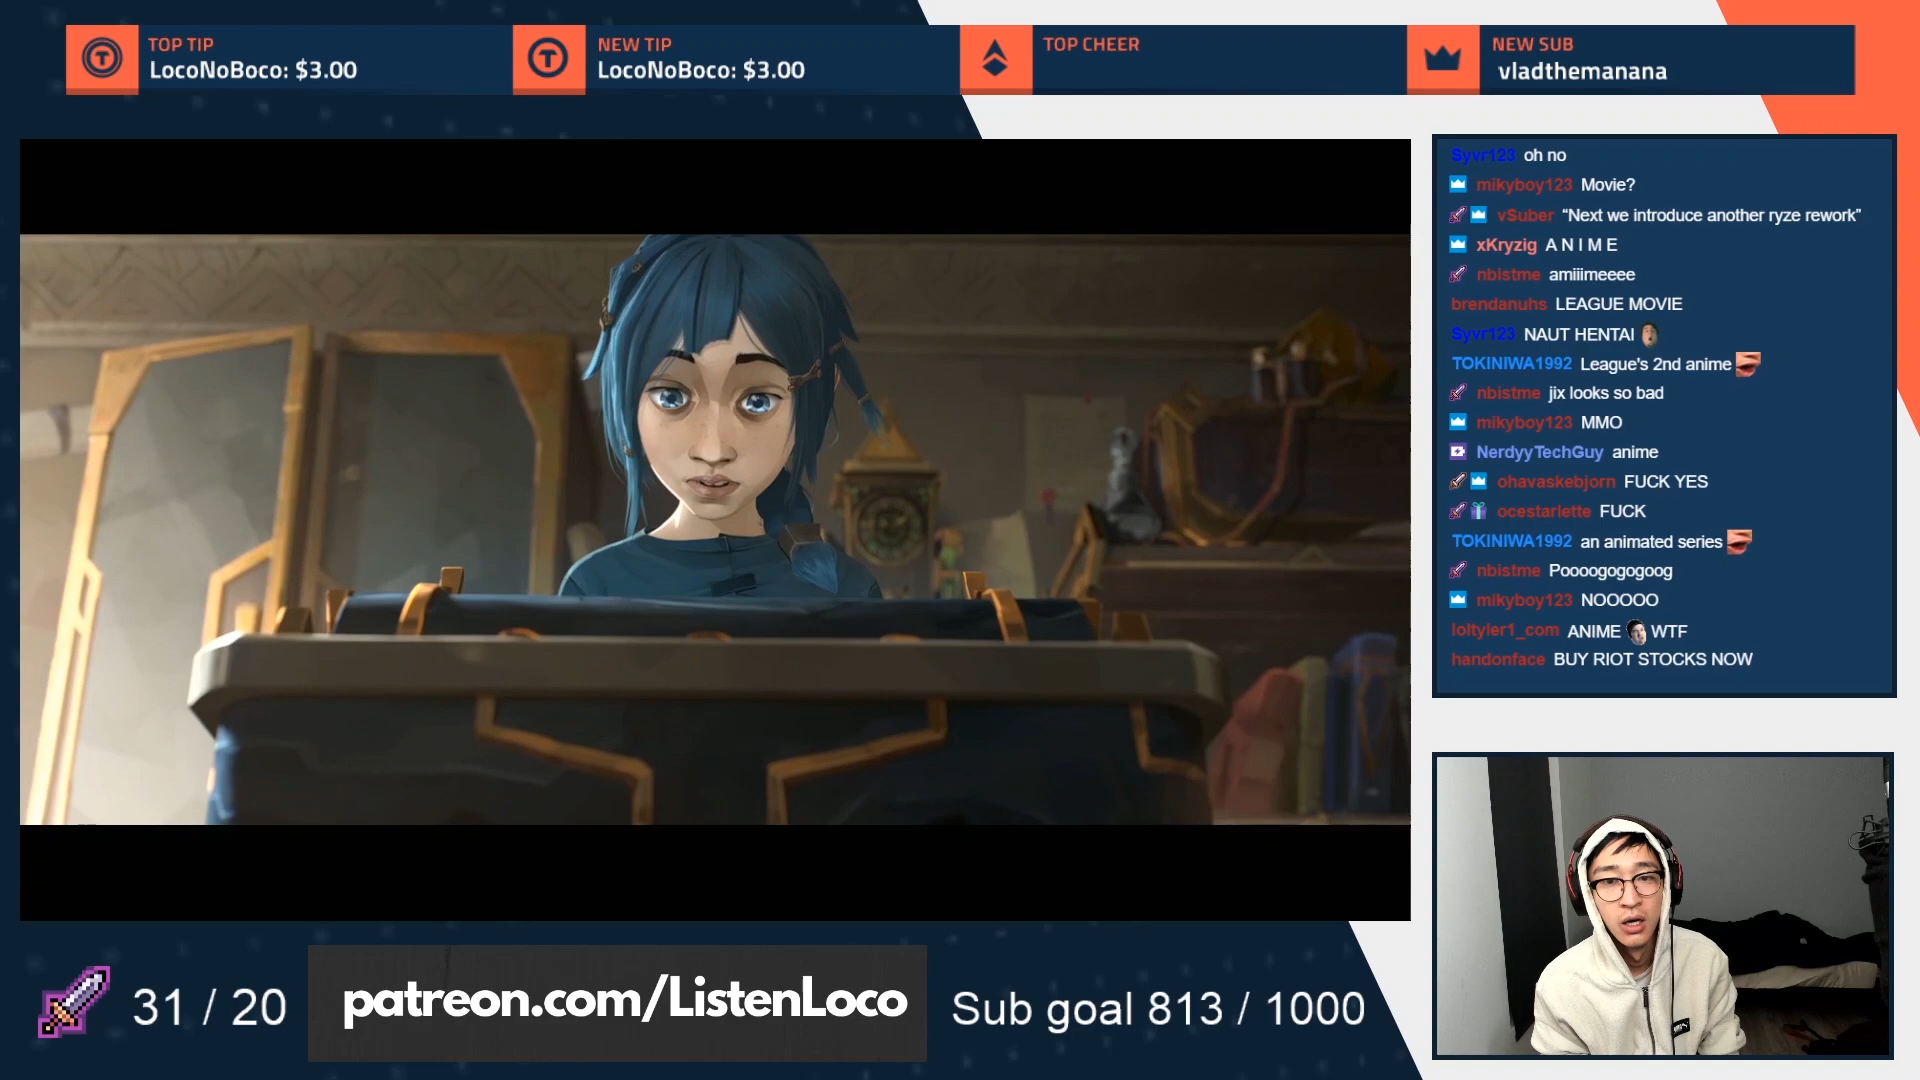 TOP TIP
LocoNoBoco: $3.00
NEW TIP
LocoNoBoco: $3.00
TOP CHEER
NEW SUB
vladthemanana
Syvr123 oh no
mikyboy123 Movie?
vSuber “Next we introduce another ryze rework”
xKryzig A N I M E
nbistme amiiimeeee
brendanuhs LEAGUE MOVIE
Syvr123 NAUT HENTAI
TOKINIWA1992 League's 2nd anime
nbistme jix looks so bad
mikyboy123 MMO
NerdyyTechGuy anime
ohavaskebjorn FUCK YES
ocestarlette FUCK
TOKINIWA1992 an animated series
nbistme Poooogogogoog
mikyboy123 NOOOOO
loltyler1_com ANIME WTF
handonface BUY RIOT STOCKS NOW
31 / 20
patreon.com/ListenLoco
Sub goal 813 / 1000